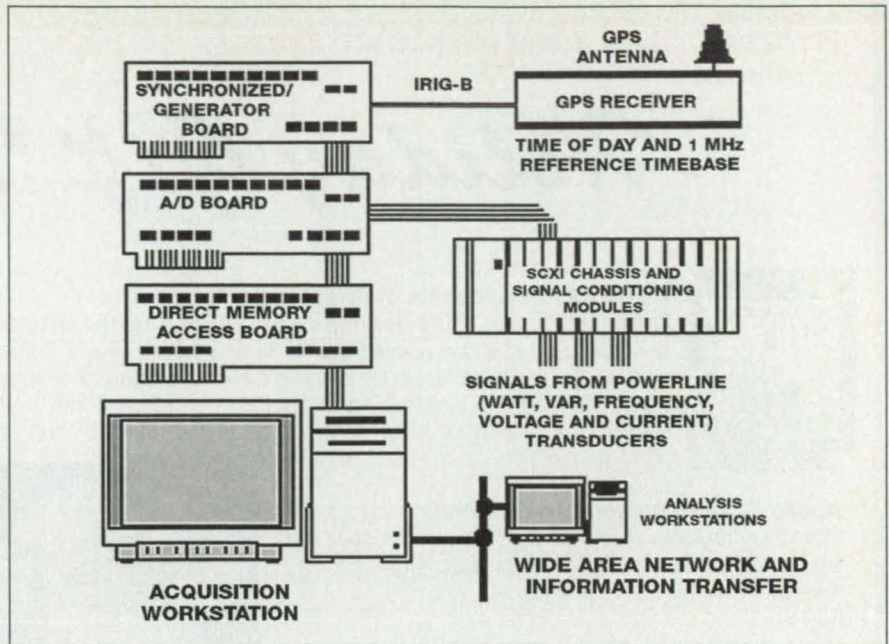 GPS
ANTENNA
SYNCHRONIZED/
GENERATOR
BOARD
IRIG-B
GPS RECEIVER
TIME OF DAY AND 1 MHz
REFERENCE TIMEBASE
A/D BOARD
SCXI CHASSIS AND
SIGNAL CONDITIONING
MODULES
DIRECT MEMORY
ACCESS BOARD
SIGNALS FROM POWERLINE
(WATT, VAR, FREQUENCY,
VOLTAGE AND CURRENT)
TRANSDUCERS
ANALYSIS
WORKSTATIONS
WIDE AREA NETWORK AND
INFORMATION TRANSFER
ACQUISITION
WORKSTATION